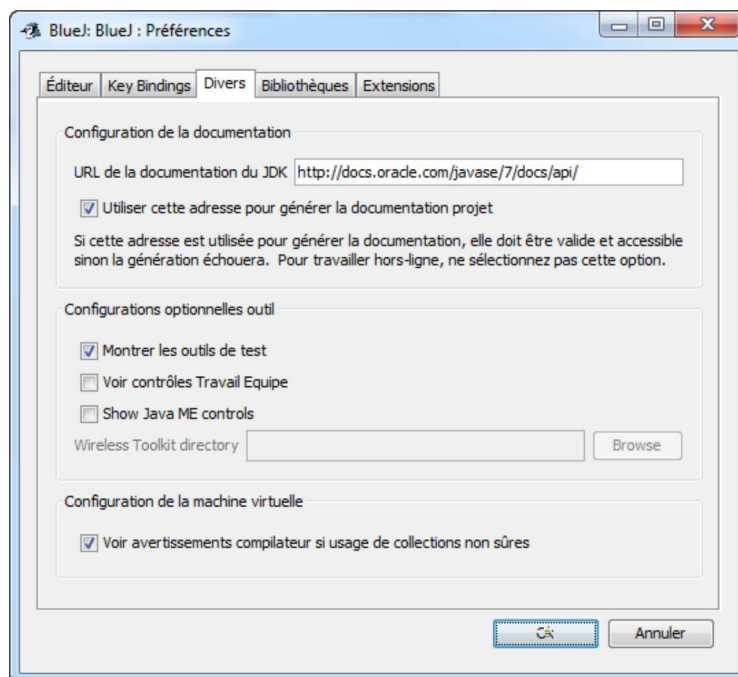 BlueJ: BlueJ : Préférences
Éditeur Key Bindings Divers Bibliothèques Extensions
Configuration de la documentation
URL de la documentation du JDK http://docs.oracle.com/javase/7/docs/api/
Utiliser cette adresse pour générer la documentation projet
Si cette adresse est utilisée pour générer la documentation, elle doit être valide et accessible
sinon la génération échouera. Pour travailler hors-ligne, ne sélectionnez pas cette option.
Configurations optionnelles outil
Montrer les outils de test
Voir contrôles Travail Equipe
Show Java ME controls
Wireless Toolkit directory Browse
Configuration de la machine virtuelle
Voir avertissements compilateur si usage de collections non sûres
Ok Annuler